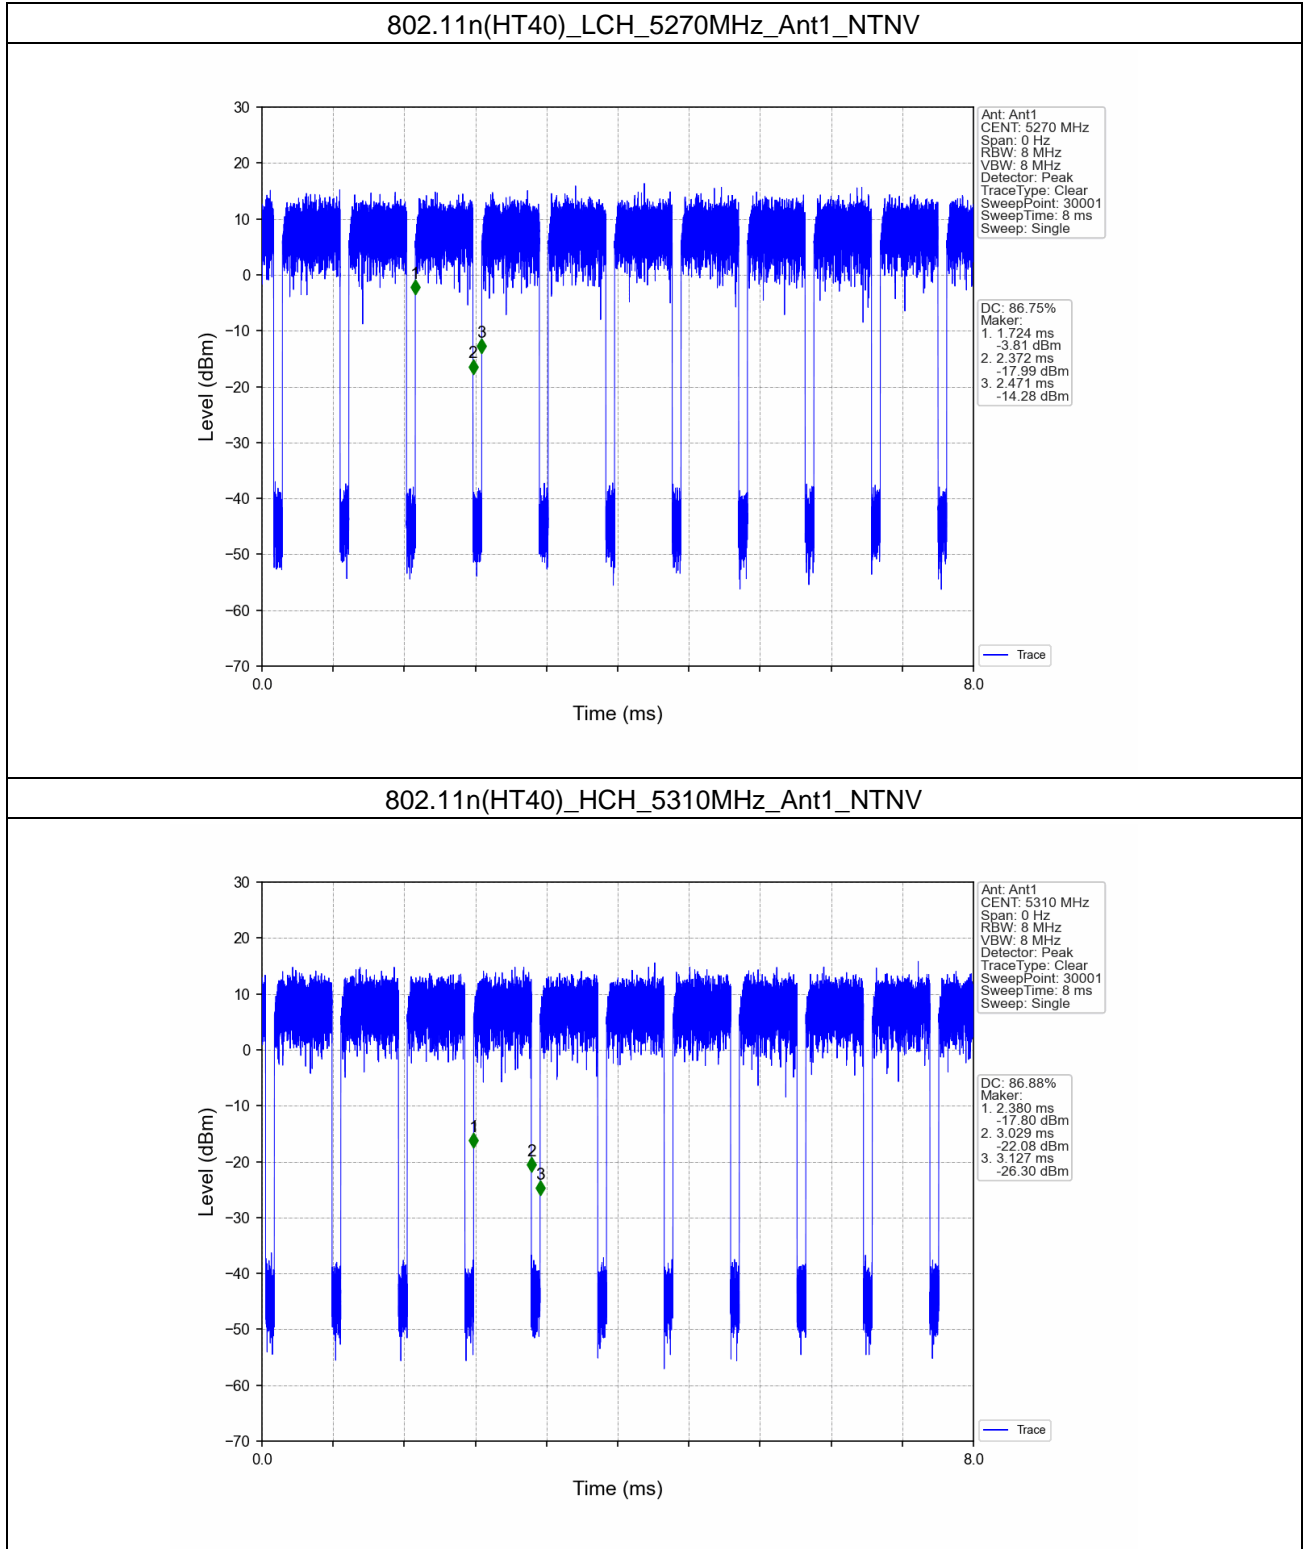 802.11n(HT40)_LCH_5270MHz_Ant1_NTNV
30
20
10
0
−10
−20
−30
−40
−50
−60
−70
Level (dBm)
0.0
8.0
Time (ms)
1
2
3
Ant: Ant1
CENT: 5270 MHz
Span: 0 Hz
RBW: 8 MHz
VBW: 8 MHz
Detector: Peak
TraceType: Clear
SweepPoint: 30001
SweepTime: 8 ms
Sweep: Single
DC: 86.75%
Maker:
1. 1.724 ms
-3.81 dBm
2. 2.372 ms
-17.99 dBm
3. 2.471 ms
-14.28 dBm
Trace
802.11n(HT40)_HCH_5310MHz_Ant1_NTNV
30
20
10
0
−10
−20
−30
−40
−50
−60
−70
Level (dBm)
0.0
8.0
Time (ms)
1
2
3
Ant: Ant1
CENT: 5310 MHz
Span: 0 Hz
RBW: 8 MHz
VBW: 8 MHz
Detector: Peak
TraceType: Clear
SweepPoint: 30001
SweepTime: 8 ms
Sweep: Single
DC: 86.88%
Maker:
1. 2.380 ms
-17.80 dBm
2. 3.029 ms
-22.08 dBm
3. 3.127 ms
-26.30 dBm
Trace